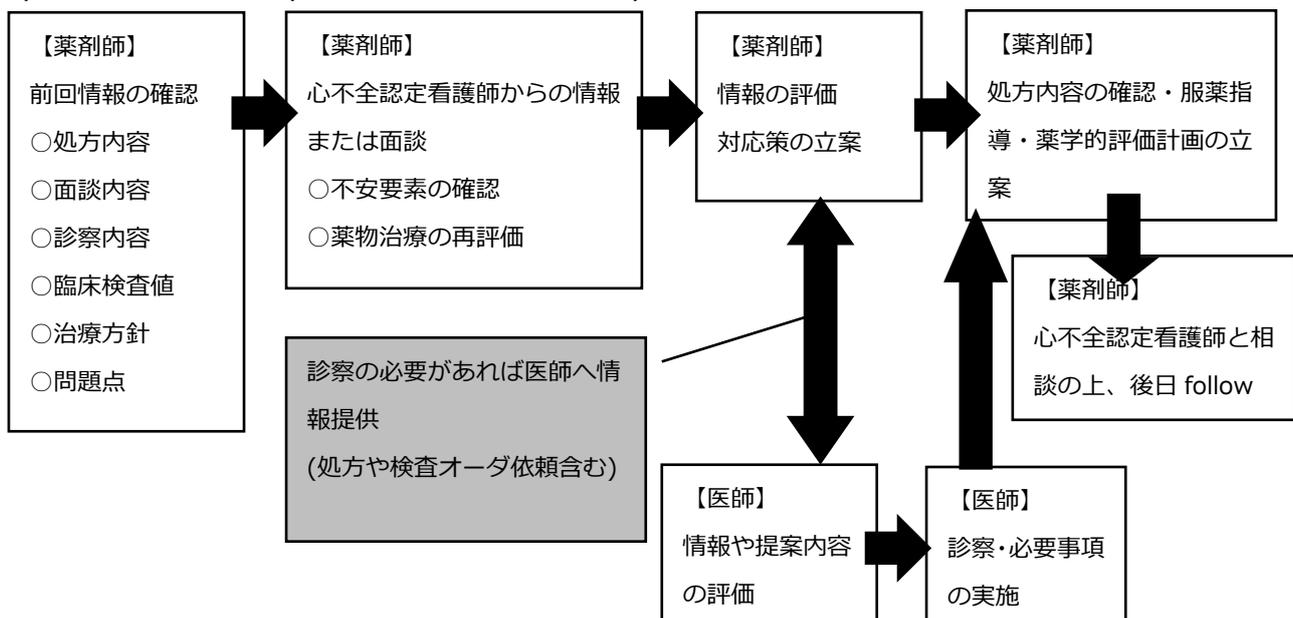 【薬剤師】
前回情報の確認
○処方内容
○面談内容
○診察内容
○臨床検査値
○治療方針
○問題点
【薬剤師】
心不全認定看護師からの情報
または面談
○不安要素の確認
○薬物治療の再評価
【薬剤師】
情報の評価
対応策の立案
【薬剤師】
処方内容の確認・服薬指
導・薬学的評価計画の立
案
【薬剤師】
心不全認定看護師と相
談の上、後日 follow
診察の必要があれば医師へ情
報提供
(処方や検査オーダ依頼含む)
【医師】
情報や提案内容
の評価
【医師】
診察・必要事項
の実施